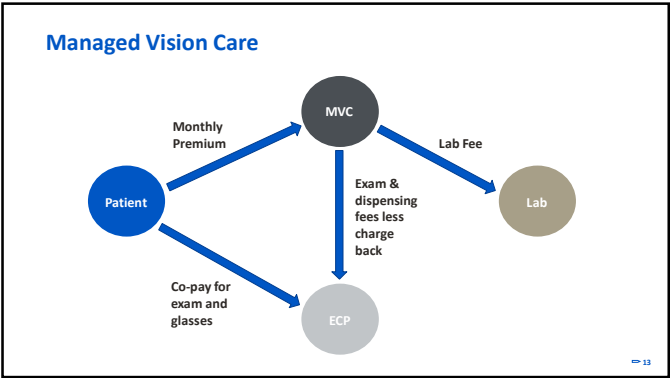 Managed Vision Care
MVC
Monthly
Premium
Lab Fee
Patient
Exam &
dispensing
fees less
charge
back
Lab
Co-pay for
exam and
glasses
ECP
13